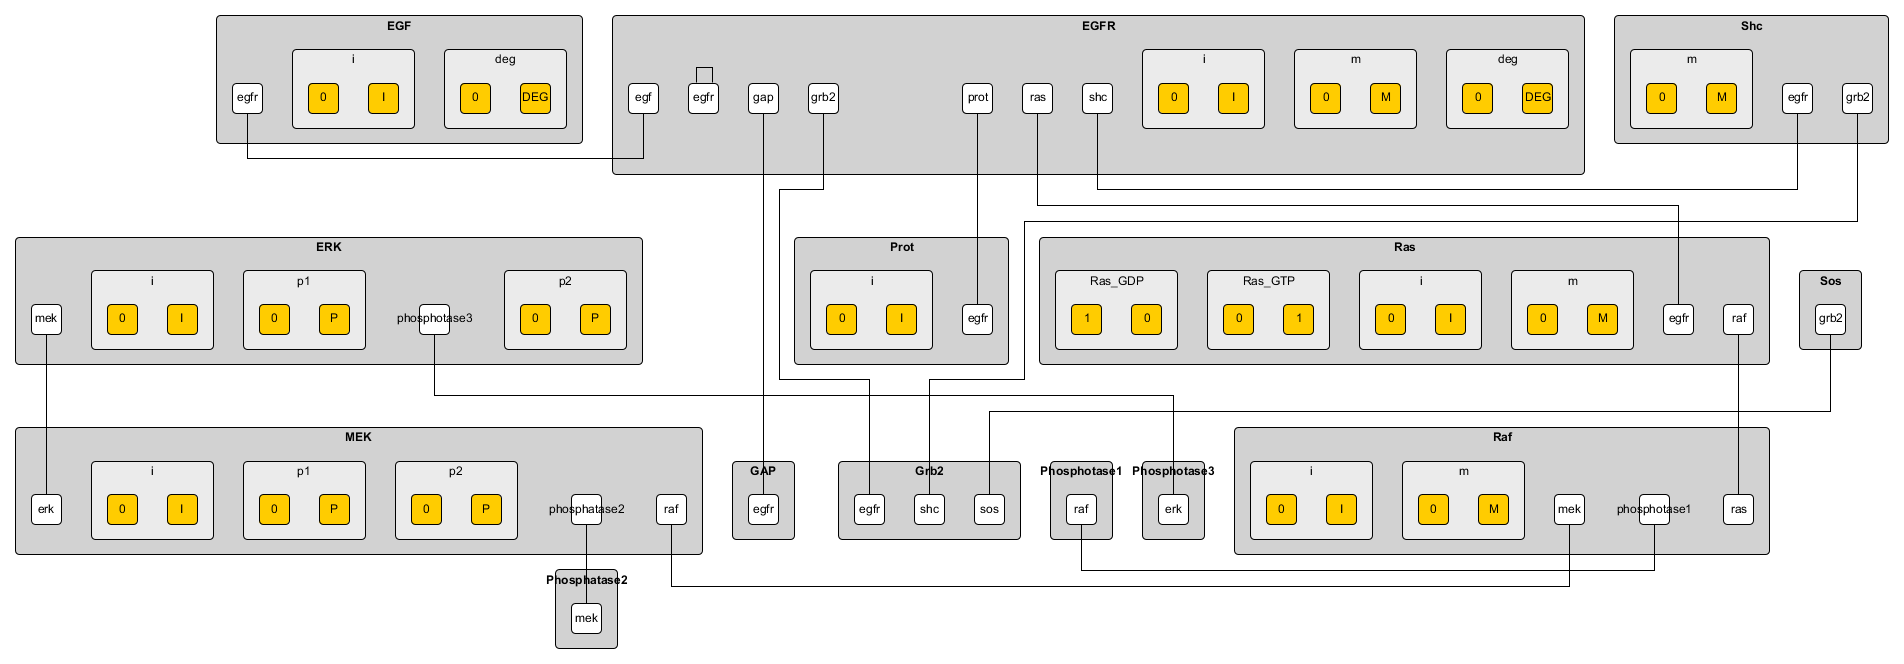 EGF
EGFR
Shc
i
deg
i
m
deg
m
egfr
0
I
0
DEG
egf
egfr
gap
grb2
prot
ras
shc
0
I
0
M
0
DEG
0
M
egfr
grb2
ERK
Prot
Ras
i
p1
p2
i
Ras_GDP
Ras_GTP
i
m
Sos
mek
0
I
0
P
phosphotase3
0
P
0
I
egfr
1
0
0
1
0
I
0
M
egfr
raf
grb2
MEK
Raf
i
p1
p2
GAP
Grb2
Phosphotase1
Phosphotase3
i
m
erk
0
I
0
P
0
P
phosphatase2
raf
egfr
egfr
shc
sos
raf
erk
0
I
0
M
mek
phosphotase1
ras
Phosphatase2
mek